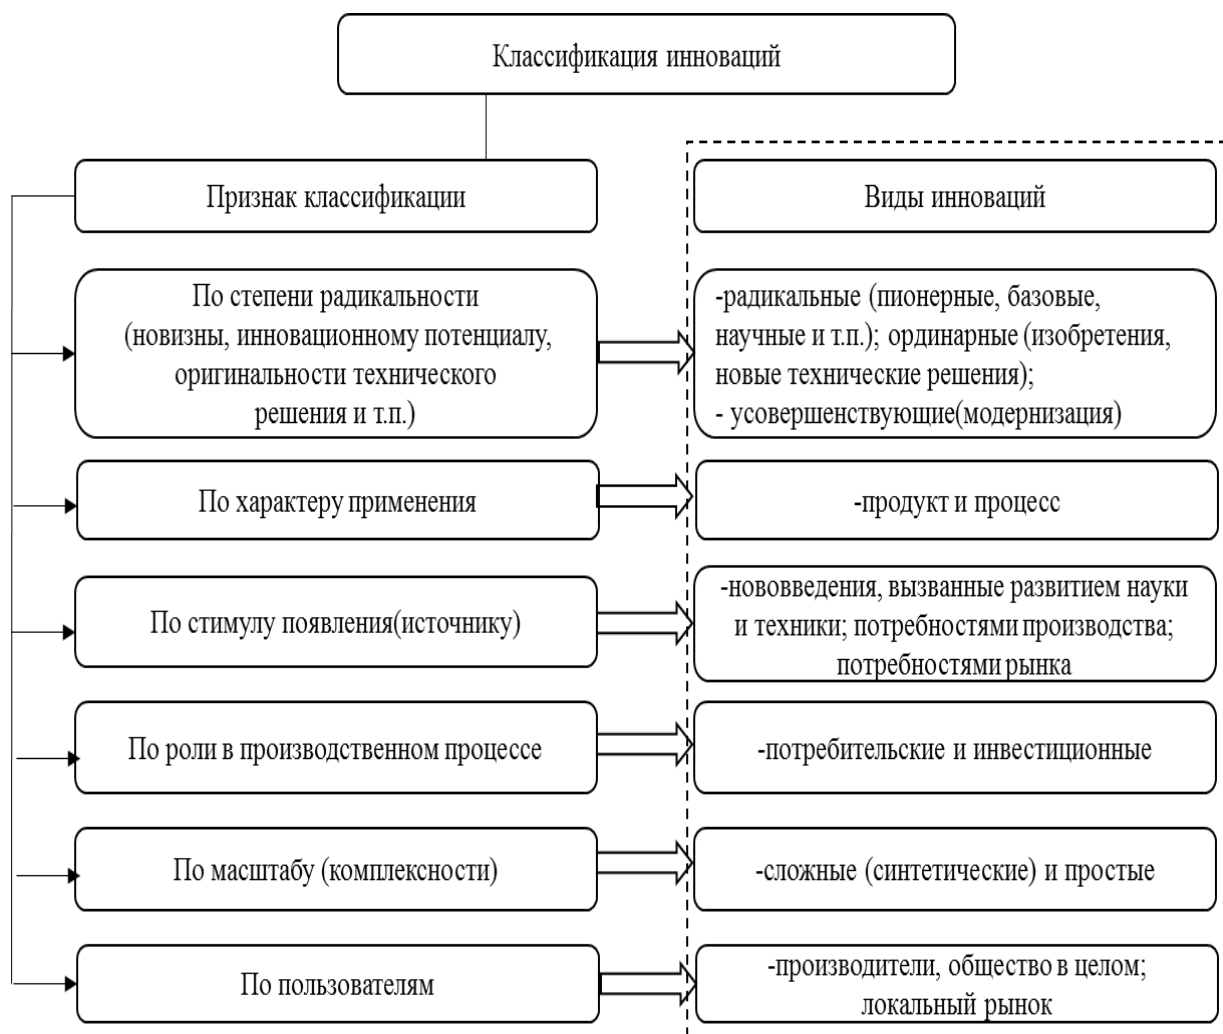 Классификация инноваций
Признак классификации
Виды инноваций
По степени радикальности
(новизны, инновационному потенциалу,
оригинальности технического
решения и т.п.)
-радикальные (пионерные, базовые,
научные и т.п.); ординарные (изобретения,
новые технические решения);
- усовершенствующие(модернизация)
По характеру применения
-продукт и процесс
По стимулу появления(источнику)
-нововведения, вызванные развитием науки
и техники; потребностями производства;
потребностями рынка
По роли в производственном процессе
-потребительские и инвестиционные
По масштабу (комплексности)
-сложные (синтетические) и простые
По пользователям
-производители, общество в целом;
локальный рынок